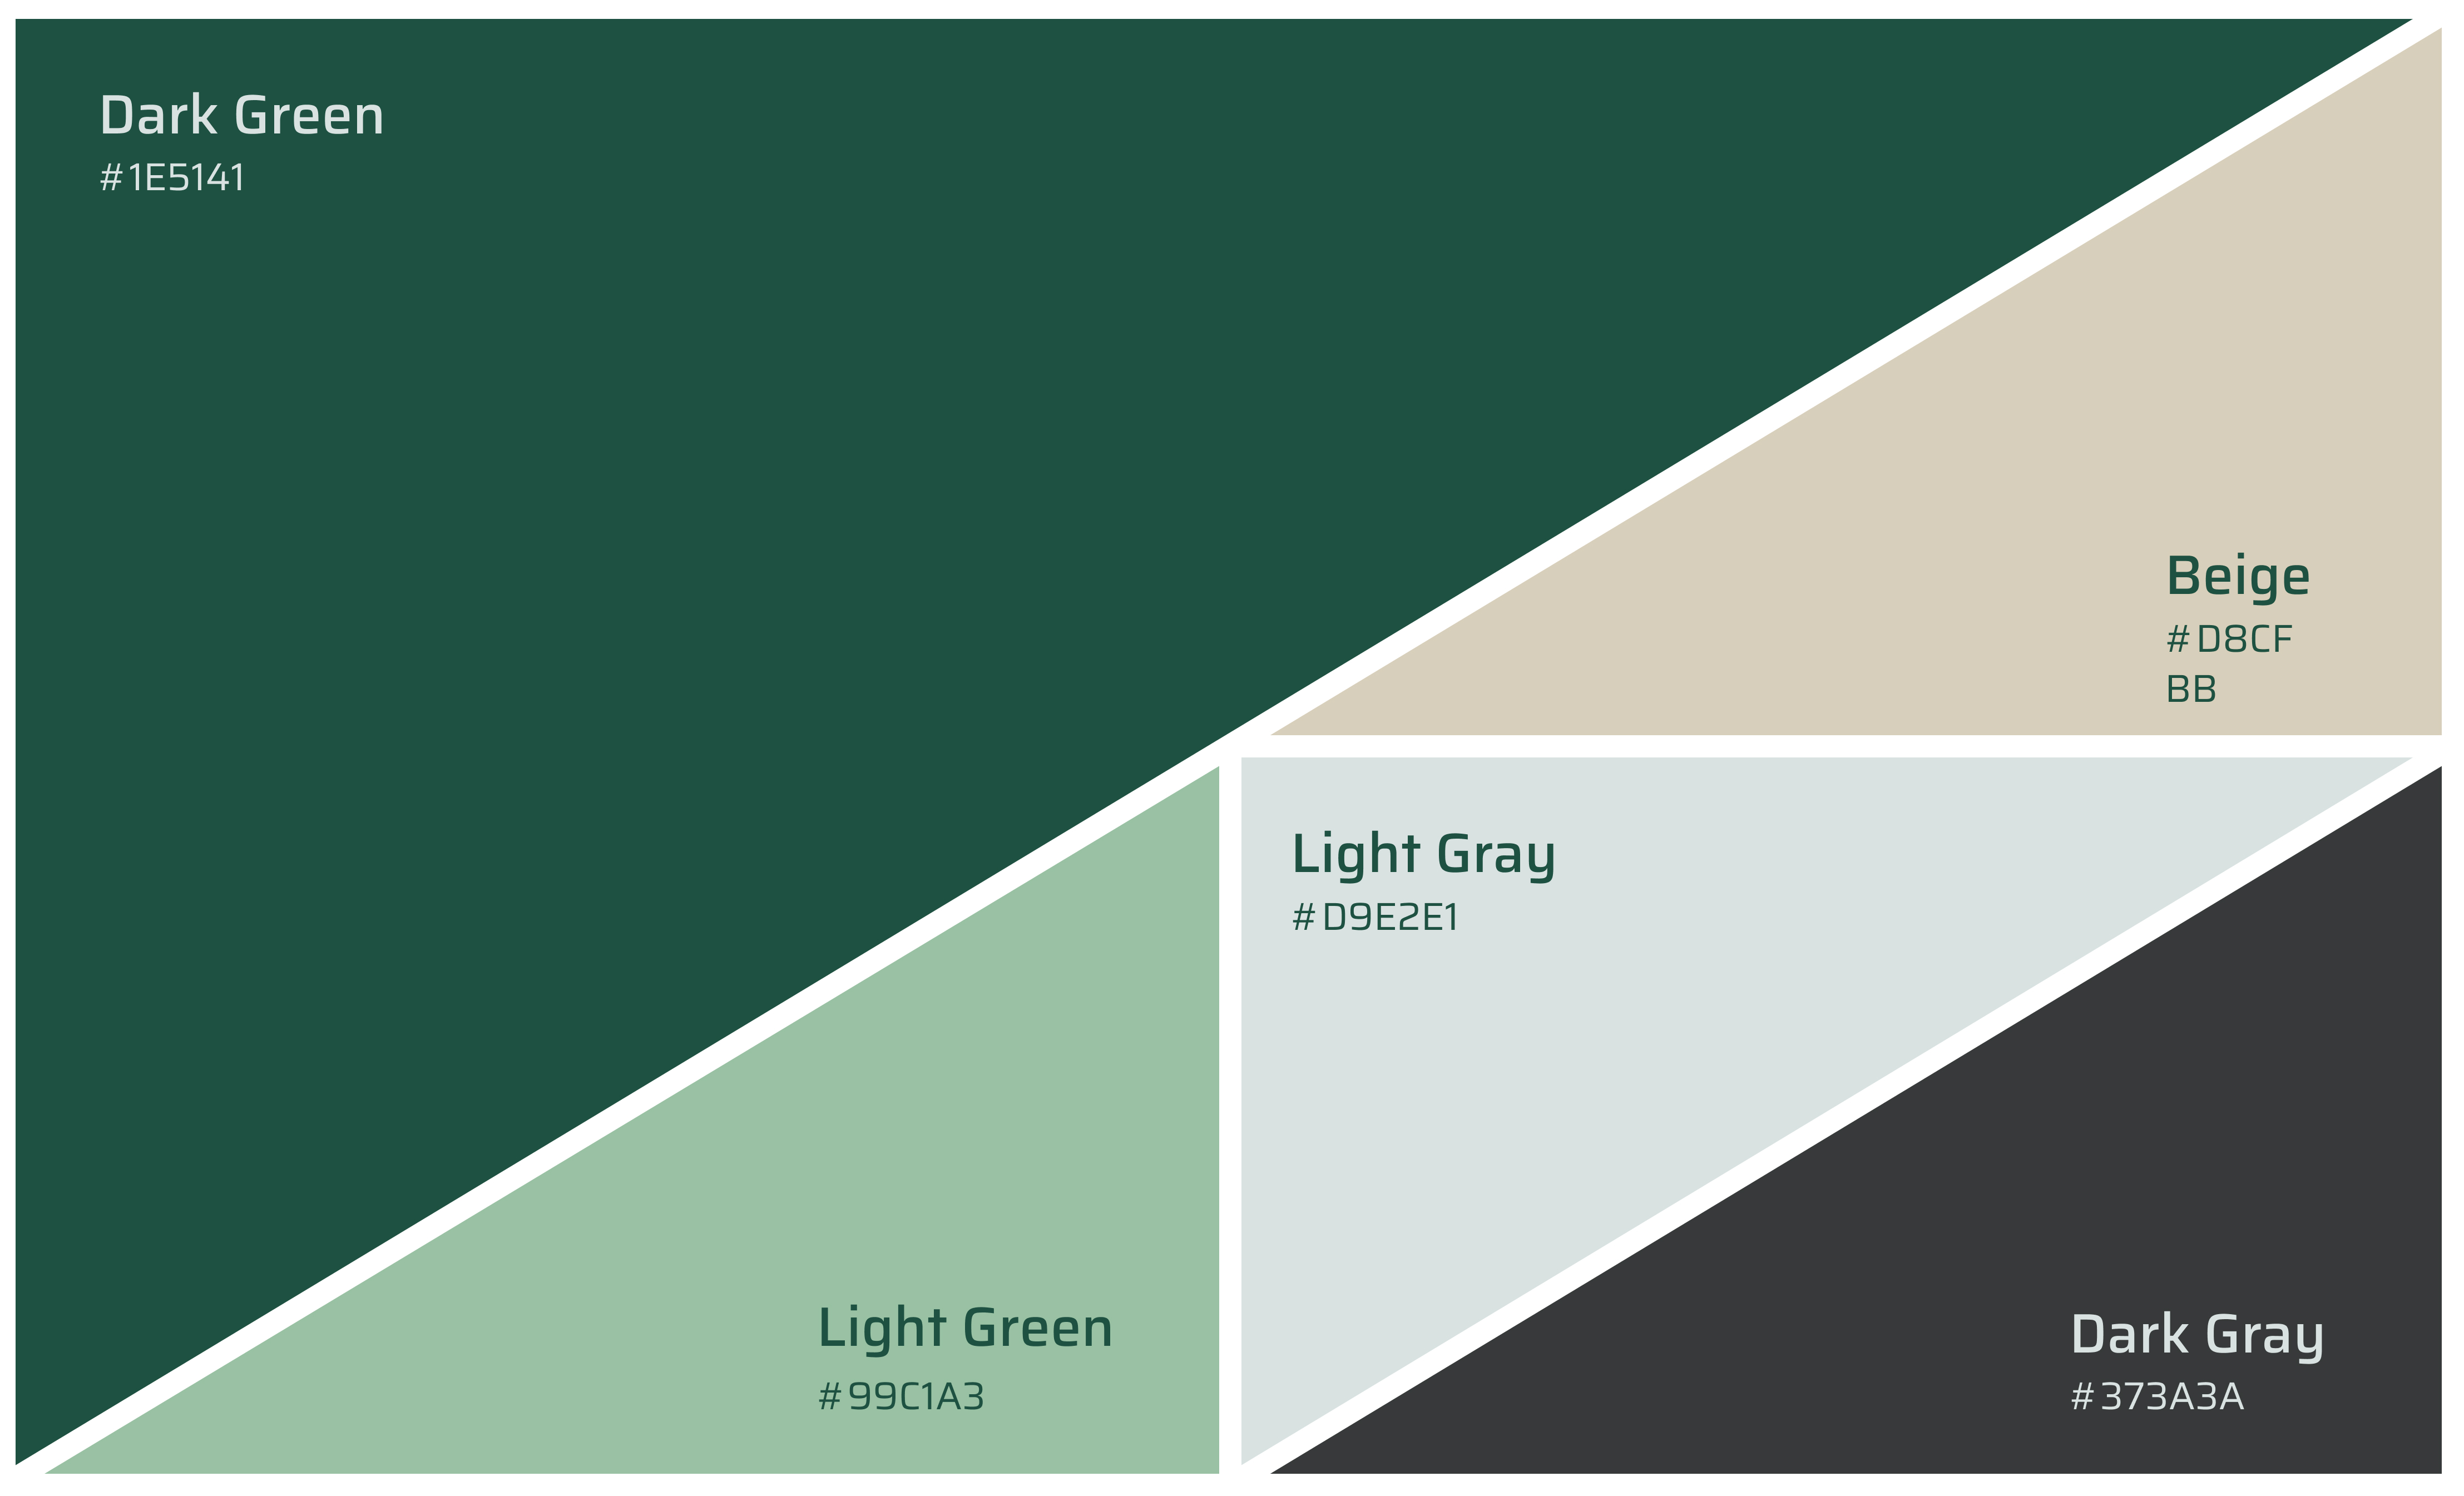 Dark Green
#1E5141
Beige
#D8CF
BB
Light Gray
#D9E2E1
Light Green
#99C1A3
Dark Gray
#373A3A